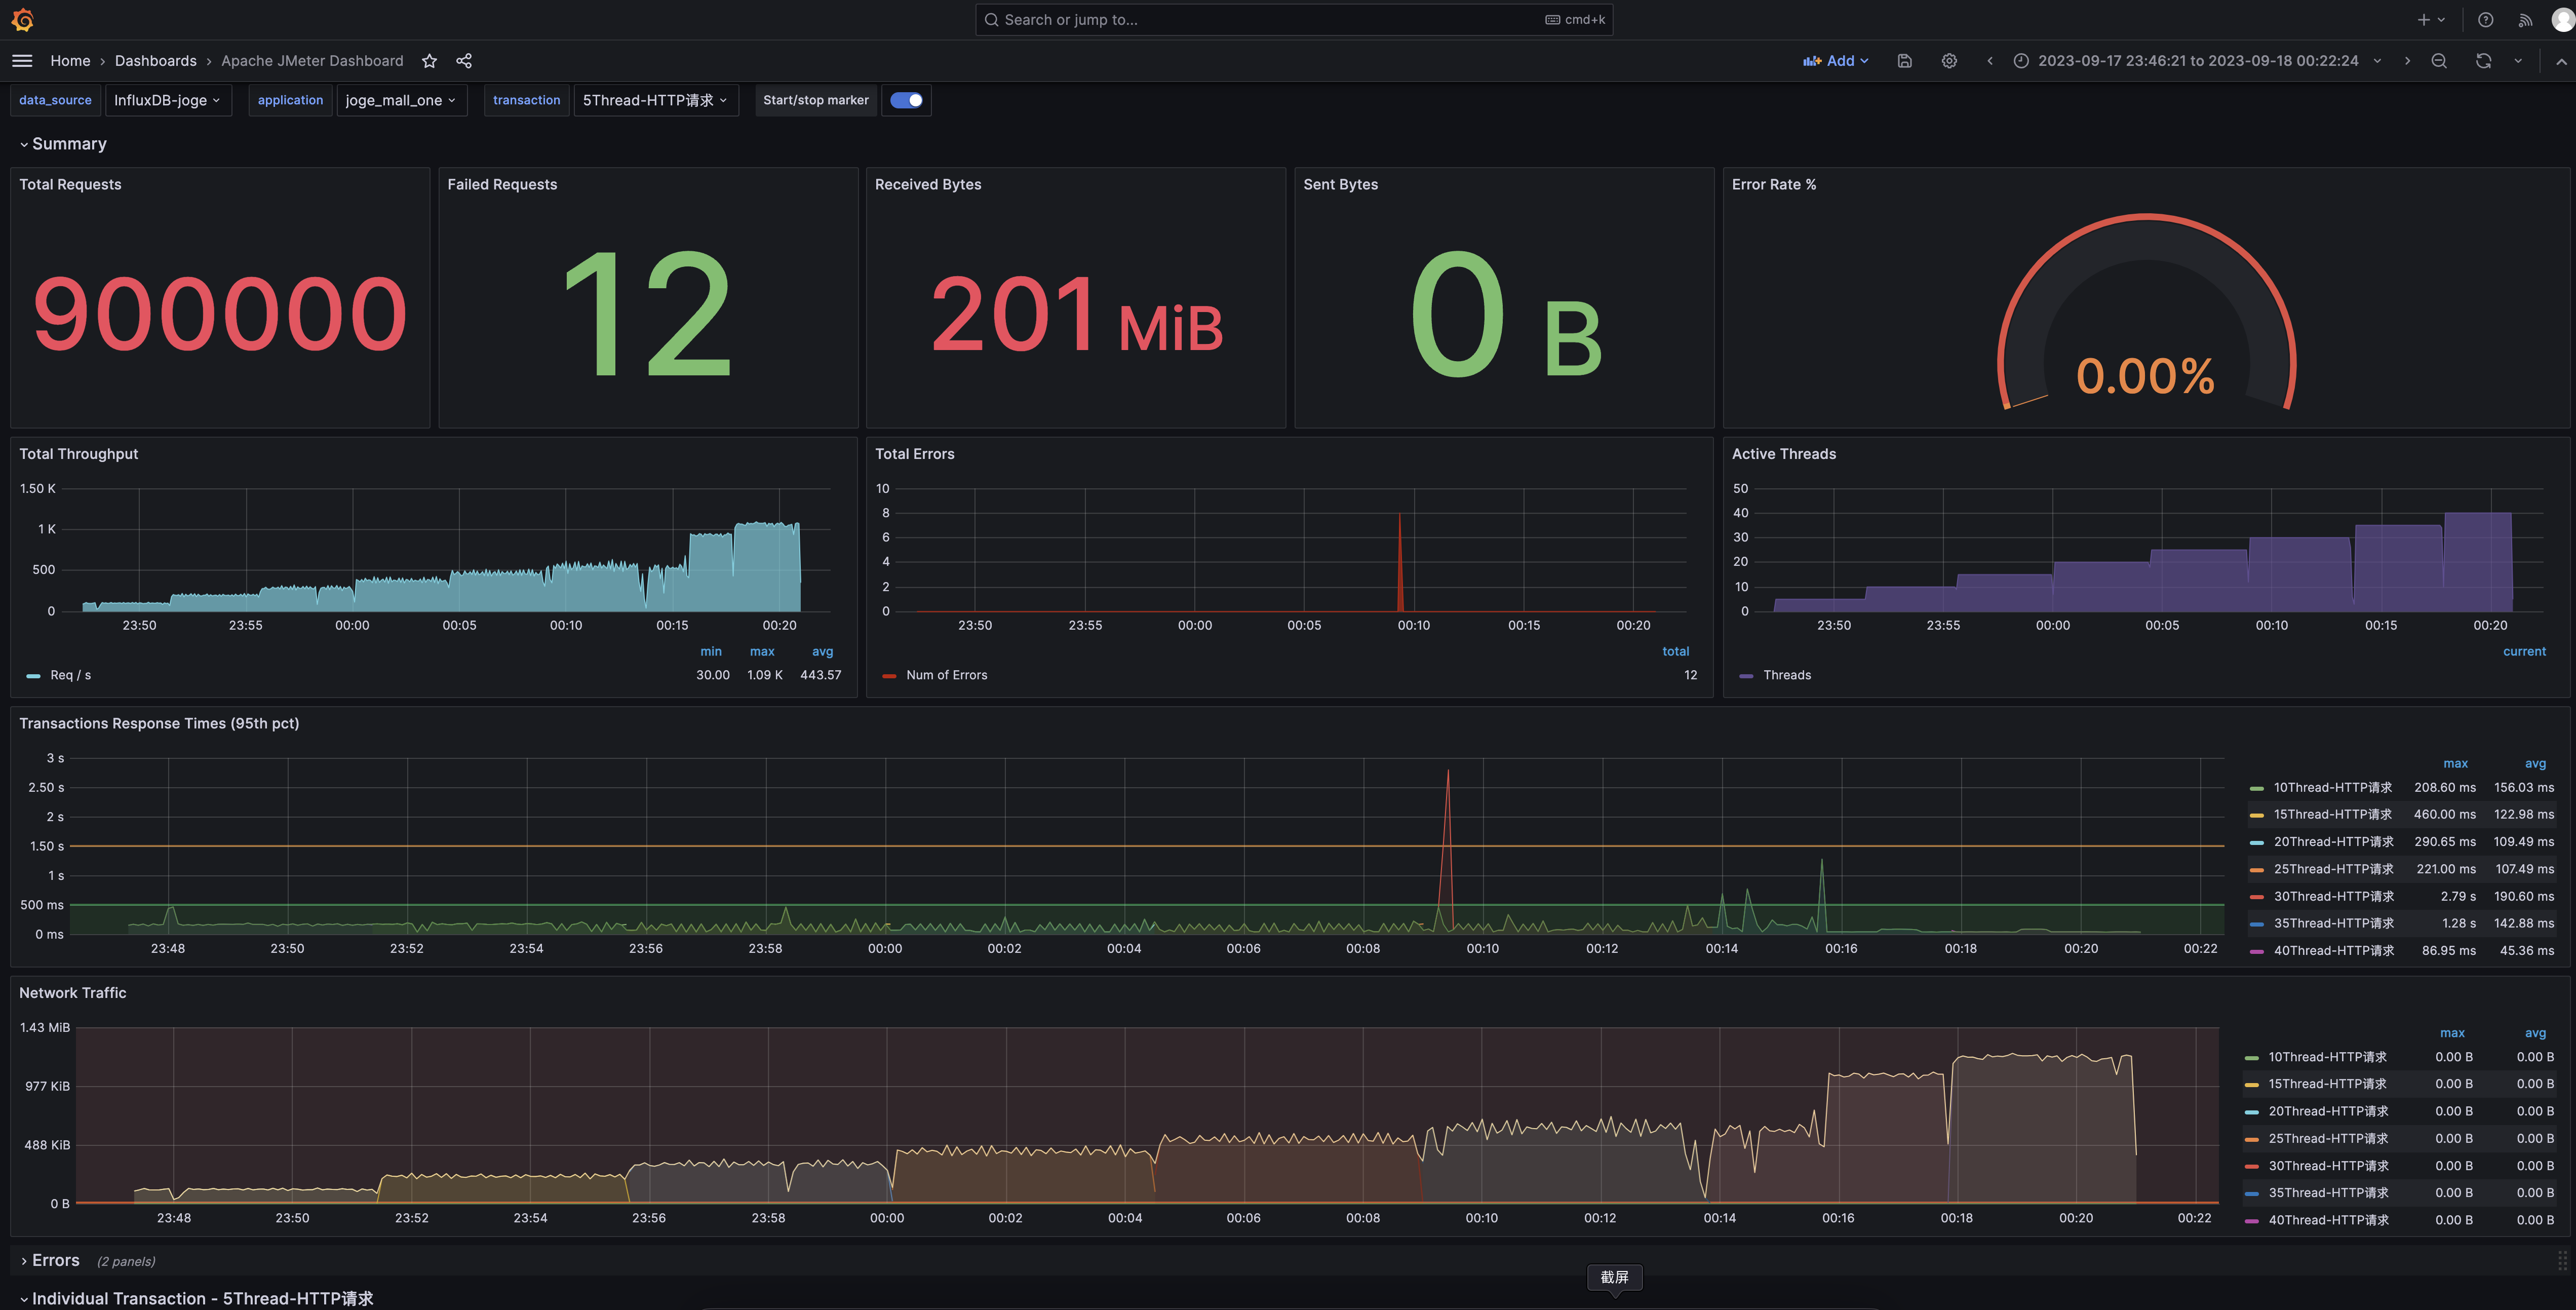 Search or jump to... cmd+k
Home › Dashboards › Apache JMeter Dashboard Add 2023-09-17 23:46:21 to 2023-09-18 00:22:24
data_source InfluxDB-joge application joge_mall_one transaction 5Thread-HTTP请求 Start/stop marker
Summary
Total Requests
900000
Failed Requests
12
Received Bytes
201 MiB
Sent Bytes
0 B
Error Rate %
0.00%
Total Throughput
1.50 K
1 K
500
0
23:50 23:55 00:00 00:05 00:10 00:15 00:20
min max avg
Req / s 30.00 1.09 K 443.57
Total Errors
10
8
6
4
2
0
23:50 23:55 00:00 00:05 00:10 00:15 00:20
total
Num of Errors 12
Active Threads
50
40
30
20
10
0
23:50 23:55 00:00 00:05 00:10 00:15 00:20
current
Threads
Transactions Response Times (95th pct)
3 s
2.50 s
2 s
1.50 s
1 s
500 ms
0 ms
23:48 23:50 23:52 23:54 23:56 23:58 00:00 00:02 00:04 00:06 00:08 00:10 00:12 00:14 00:16 00:18 00:20 00:22
max avg
10Thread-HTTP请求 208.60 ms 156.03 ms
15Thread-HTTP请求 460.00 ms 122.98 ms
20Thread-HTTP请求 290.65 ms 109.49 ms
25Thread-HTTP请求 221.00 ms 107.49 ms
30Thread-HTTP请求 2.79 s 190.60 ms
35Thread-HTTP请求 1.28 s 142.88 ms
40Thread-HTTP请求 86.95 ms 45.36 ms
Network Traffic
1.43 MiB
977 KiB
488 KiB
0 B
23:48 23:50 23:52 23:54 23:56 23:58 00:00 00:02 00:04 00:06 00:08 00:10 00:12 00:14 00:16 00:18 00:20 00:22
max avg
10Thread-HTTP请求 0.00 B 0.00 B
15Thread-HTTP请求 0.00 B 0.00 B
20Thread-HTTP请求 0.00 B 0.00 B
25Thread-HTTP请求 0.00 B 0.00 B
30Thread-HTTP请求 0.00 B 0.00 B
35Thread-HTTP请求 0.00 B 0.00 B
40Thread-HTTP请求 0.00 B 0.00 B
Errors (2 panels)
截屏
Individual Transaction - 5Thread-HTTP请求